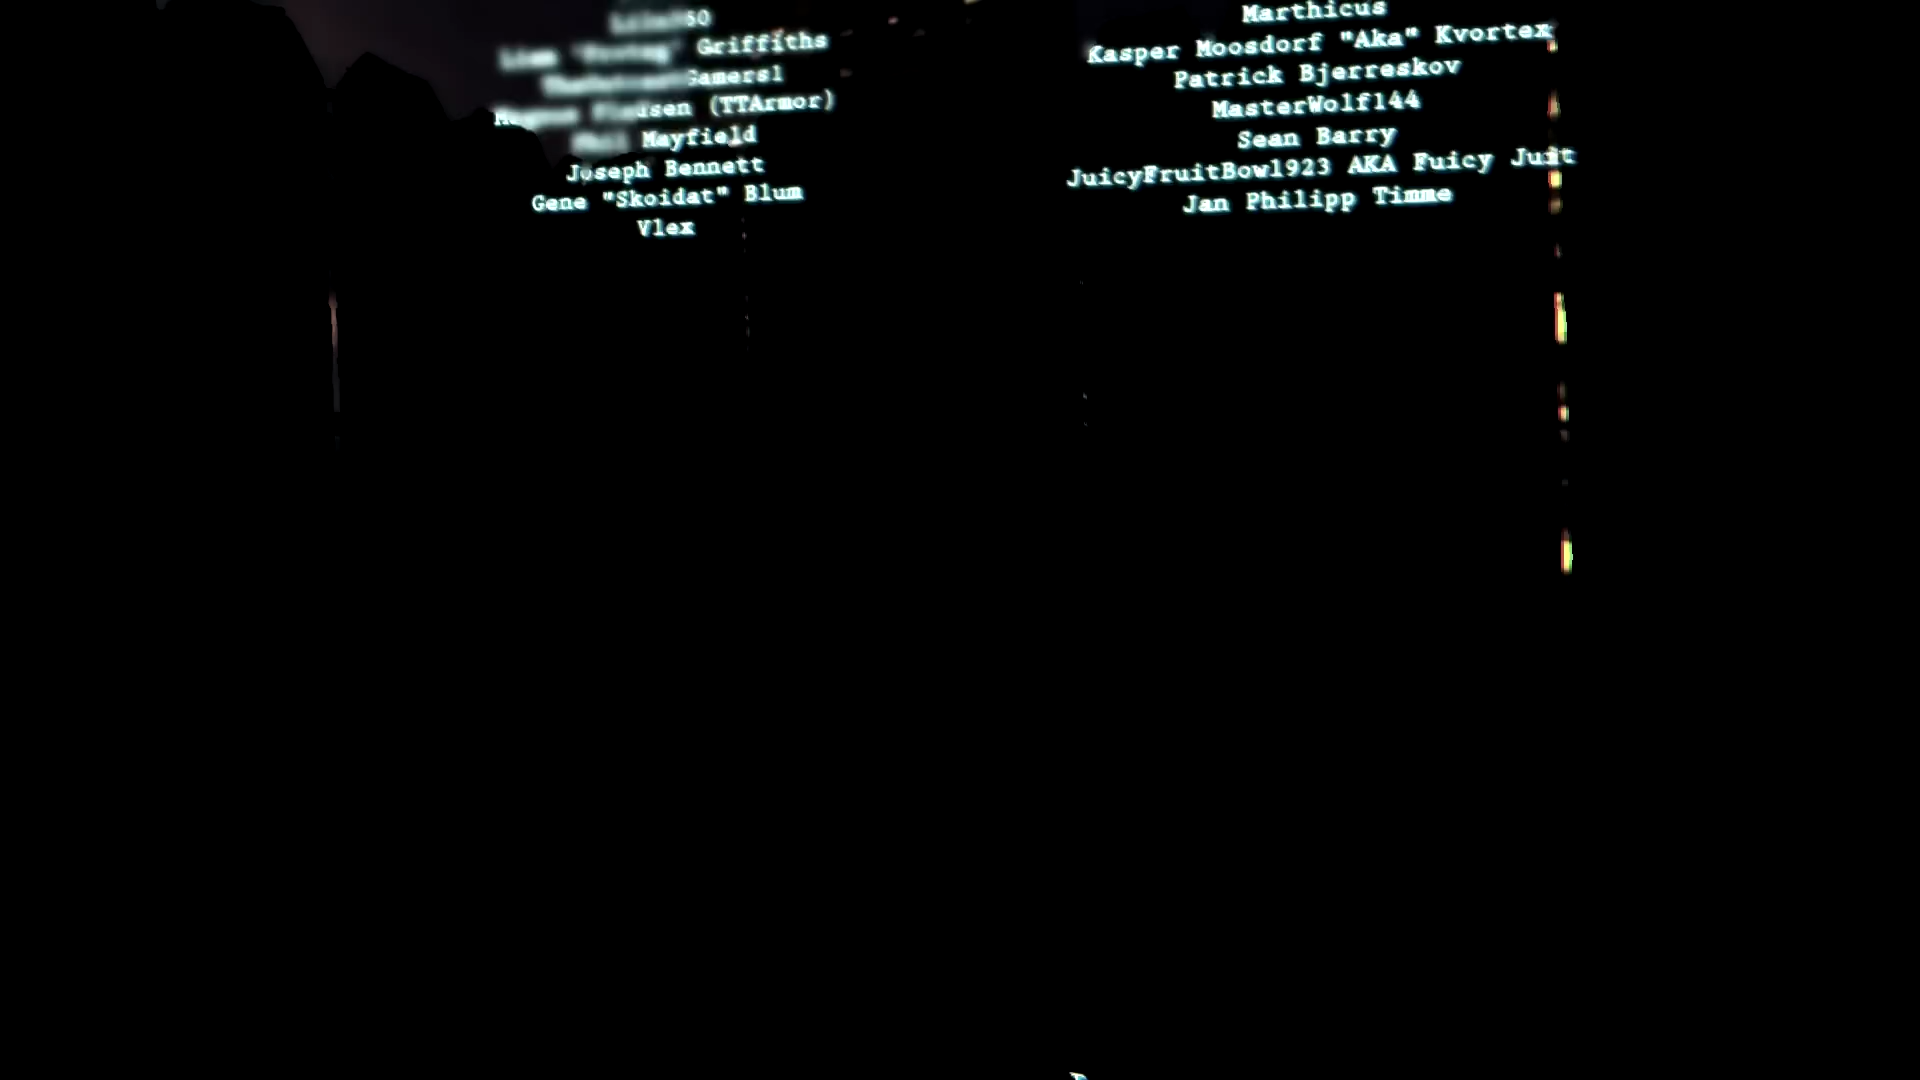 Griffiths
(TTArmor)
Mayfield
Joseph Bennett
Gene "Skoidat" Blum
Vlex
Marthicus
Kasper Moosdorf "Aka" Kvortex
Patrick Bjerreskov
MasterWolf144
Sean Barry
JuicyFruitBowl923 AKA Fuicy Juit
Jan Philipp Timme